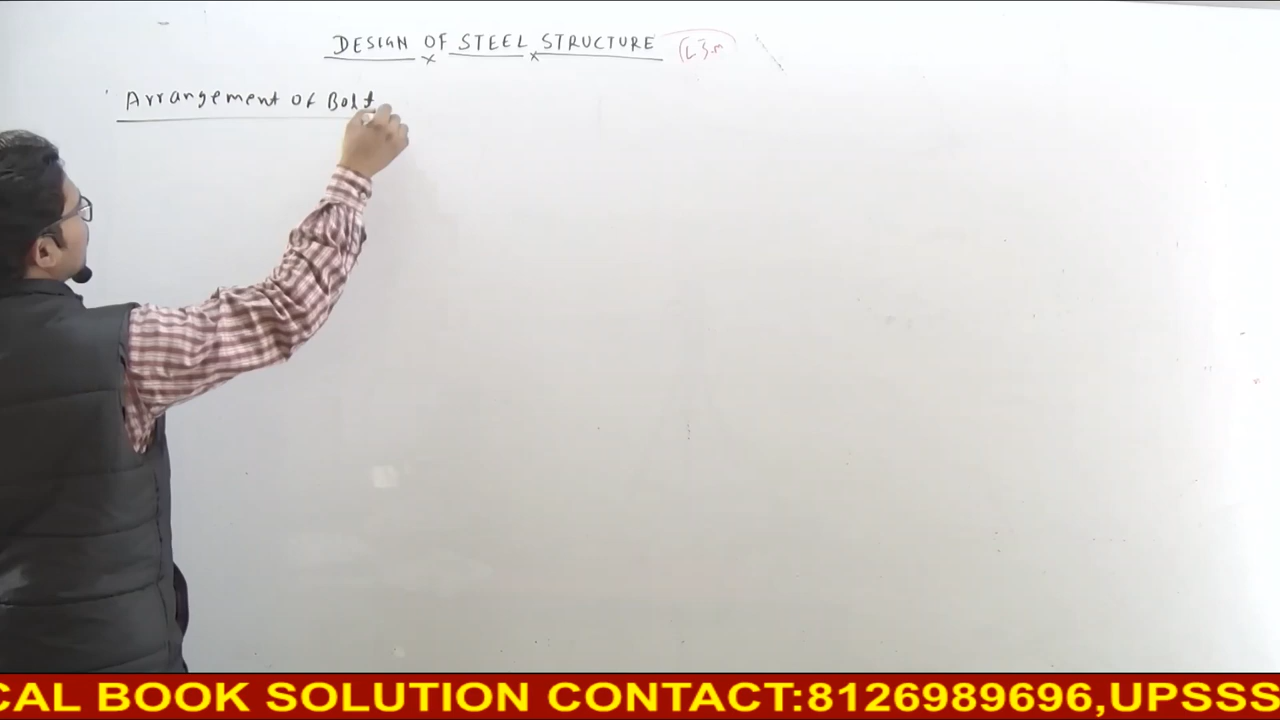 DESIGN OF STEEL STRUCTURE
Arrangement of Bolt
CAL BOOK SOLUTION CONTACT:8126989696,UPSSS